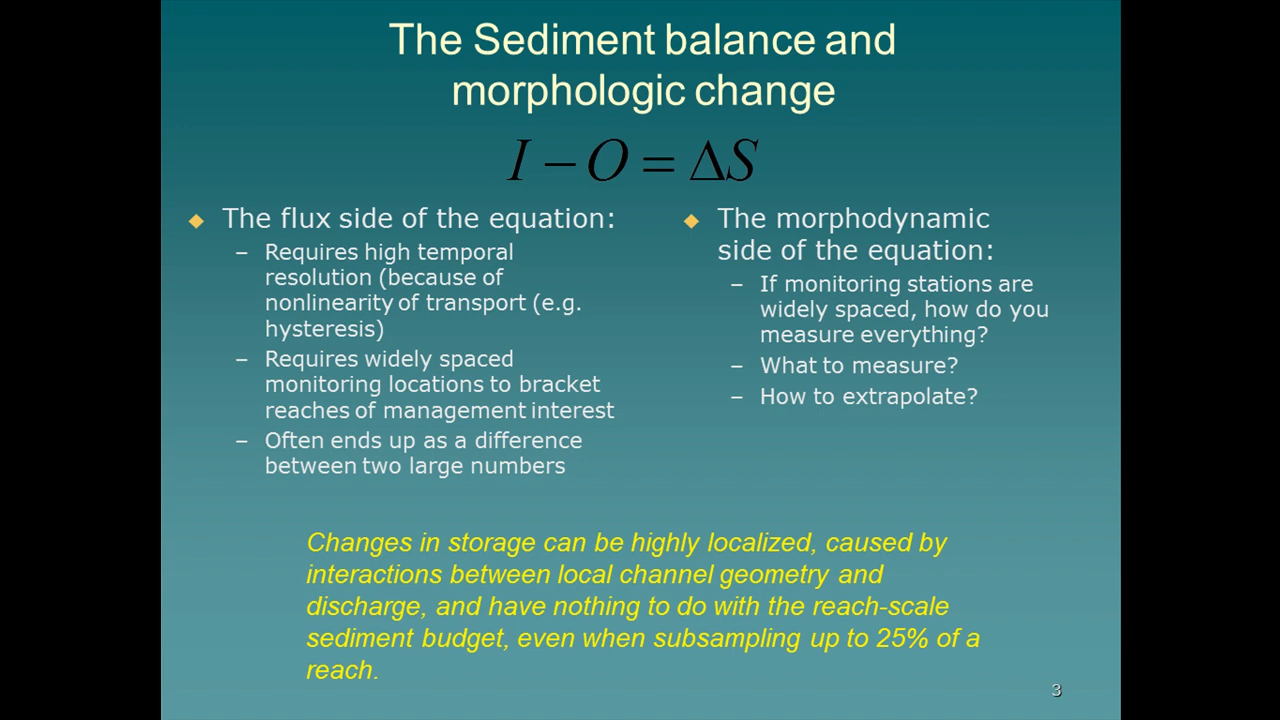 The Sediment balance and
morphologic change
I − O = ΔS
The flux side of the equation:
– Requires high temporal
resolution (because of
nonlinearity of transport (e.g.
hysteresis)
– Requires widely spaced
monitoring locations to bracket
reaches of management interest
– Often ends up as a difference
between two large numbers
The morphodynamic
side of the equation:
– If monitoring stations are
widely spaced, how do you
measure everything?
– What to measure?
– How to extrapolate?
Changes in storage can be highly localized, caused by
interactions between local channel geometry and
discharge, and have nothing to do with the reach-scale
sediment budget, even when subsampling up to 25% of a
reach.
3